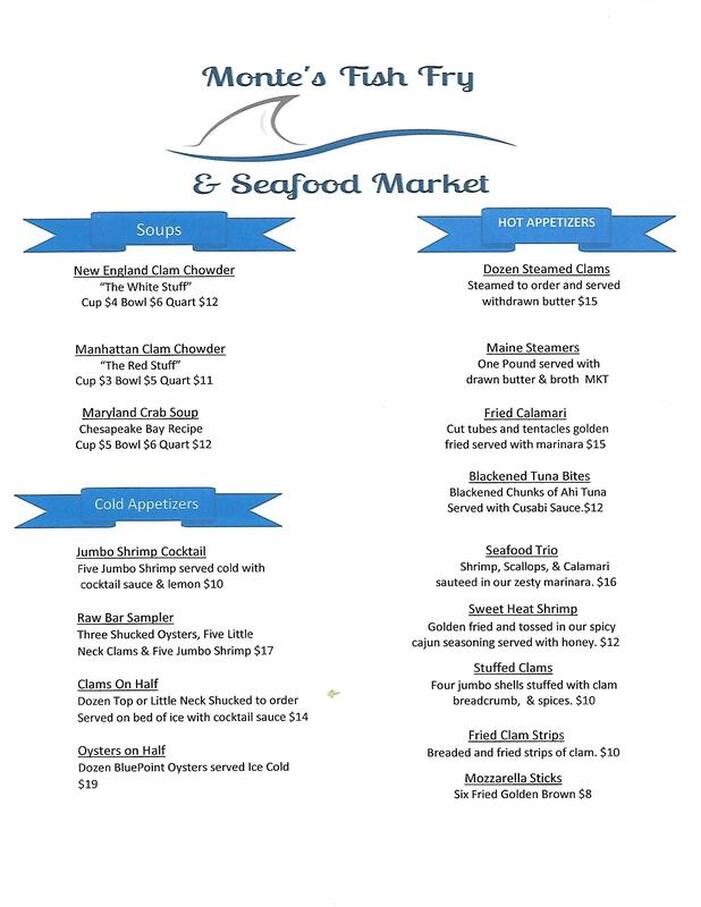 Monte's Fish Fry
& Seafood Market
Soups
New England Clam Chowder
"The White Stuff"
Cup $4 Bowl $6 Quart $12
Manhattan Clam Chowder
"The Red Stuff"
Cup $3 Bowl $5 Quart $11
Maryland Crab Soup
Chesapeake Bay Recipe
Cup $5 Bowl $6 Quart $12
Cold Appetizers
Jumbo Shrimp Cocktail
Five Jumbo Shrimp served cold with
cocktail sauce & lemon $10
Raw Bar Sampler
Three Shucked Oysters, Five Little
Neck Clams & Five Jumbo Shrimp $17
Clams On Half
Dozen Top or Little Neck Shucked to order
Served on bed of ice with cocktail sauce $14
Oysters on Half
Dozen BluePoint Oysters served Ice Cold
$19
HOT APPETIZERS
Dozen Steamed Clams
Steamed to order and served
withdrawn butter $15
Maine Steamers
One Pound served with
drawn butter & broth MKT
Fried Calamari
Cut tubes and tentacles golden
fried served with marinara $15
Blackened Tuna Bites
Blackened Chunks of Ahi Tuna
Served with Cusabi Sauce.$12
Seafood Trio
Shrimp, Scallops, & Calamari
sauteed in our zesty marinara. $16
Sweet Heat Shrimp
Golden fried and tossed in our spicy
cajun seasoning served with honey. $12
Stuffed Clams
Four jumbo shells stuffed with clam
breadcrumb, & spices. $10
Fried Clam Strips
Breaded and fried strips of clam. $10
Mozzarella Sticks
Six Fried Golden Brown $8